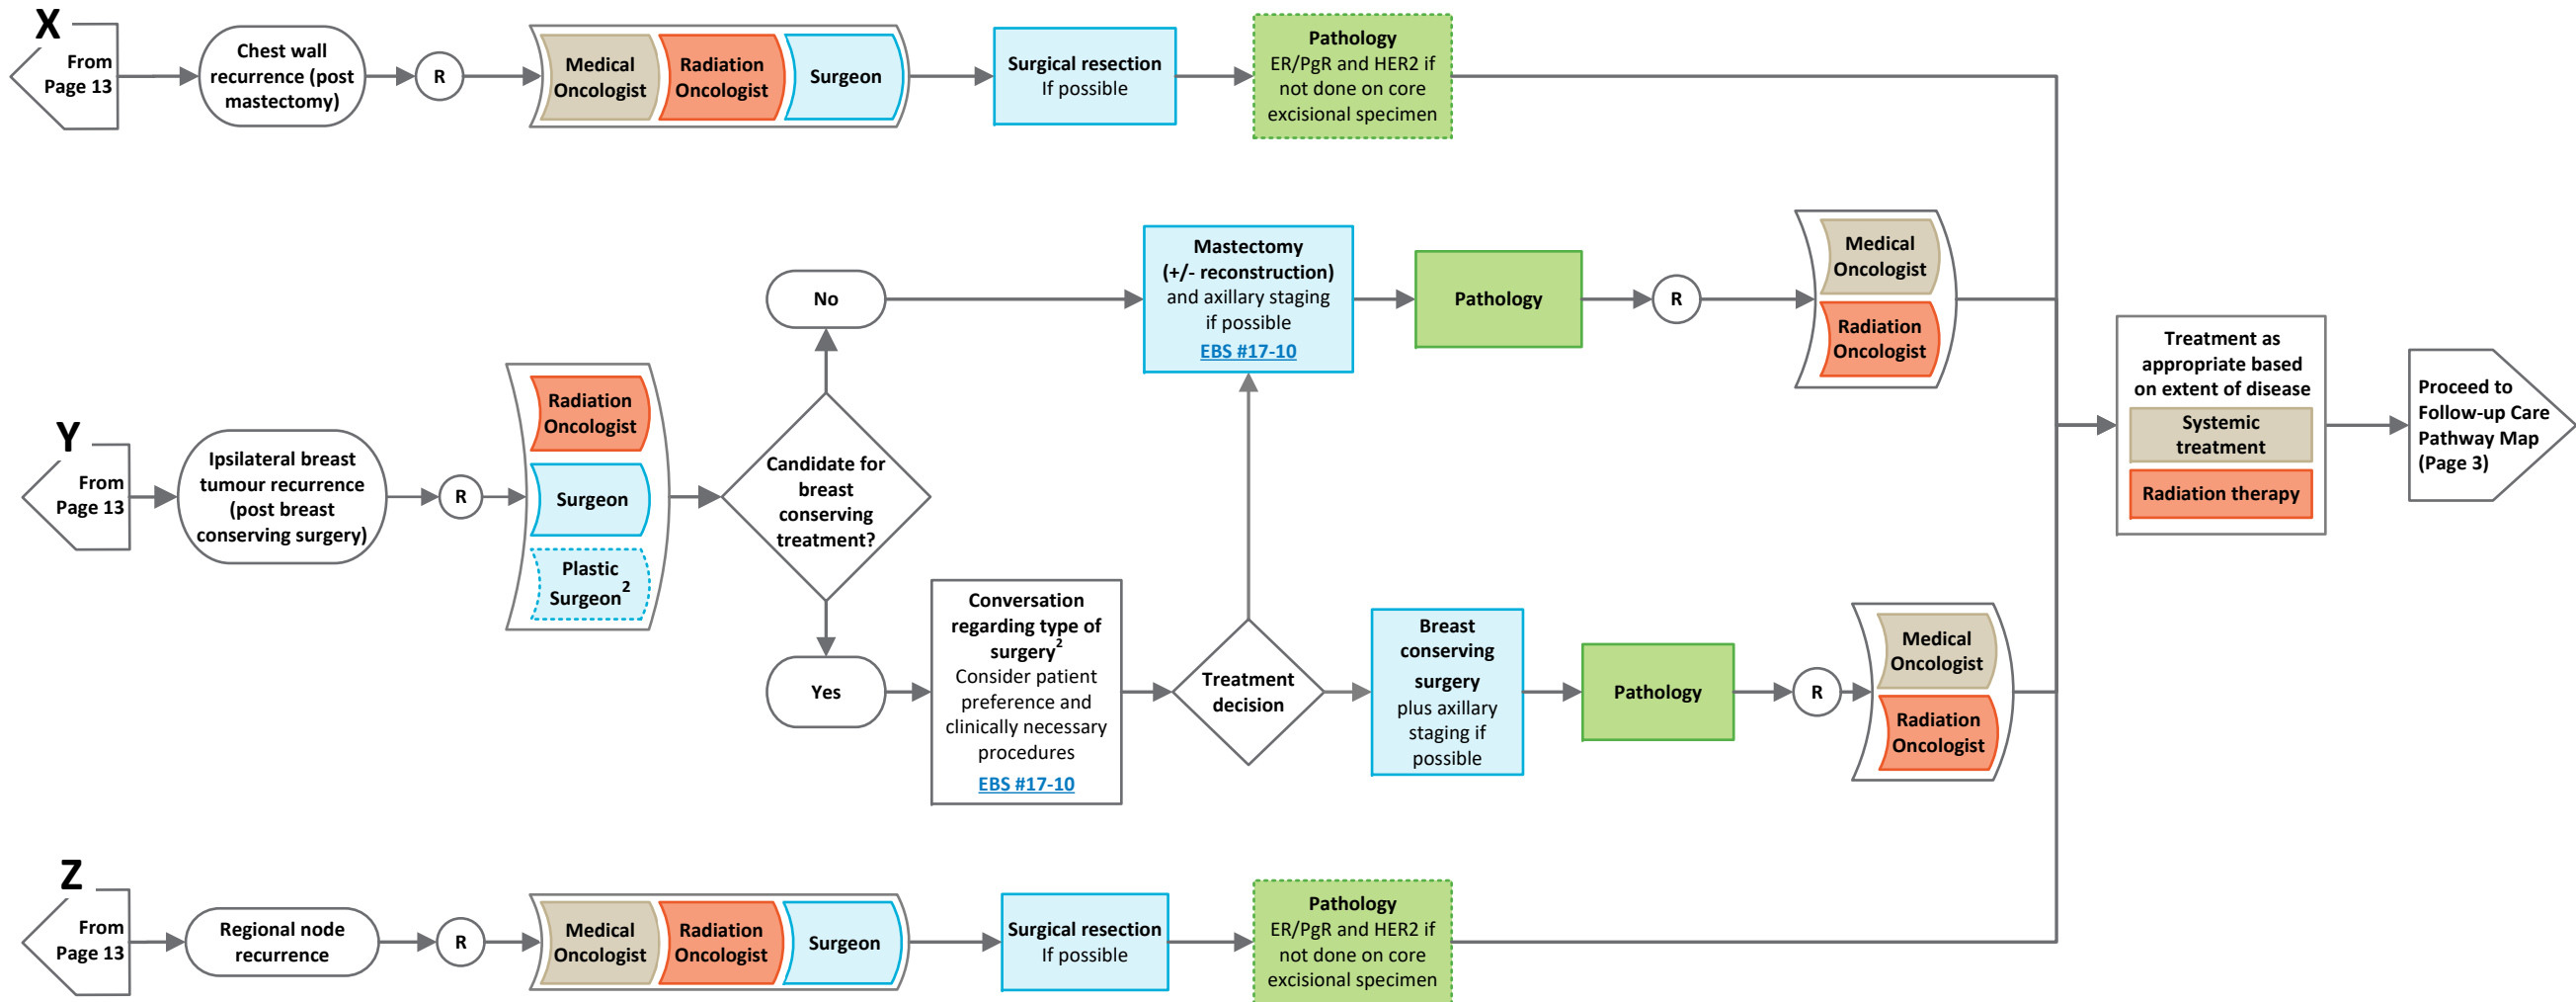 X
From
Page 13
Chest wall
recurrence (post
mastectomy)
R
Medical
Oncologist
Radiation
Oncologist
Surgeon
Surgical resection
If possible
Pathology
ER/PgR and HER2 if
not done on core
excisional specimen
Y
From
Page 13
Ipsilateral breast
tumour recurrence
(post breast
conserving surgery)
R
Radiation
Oncologist
Surgeon
Plastic
Surgeon2
Candidate for
breast
conserving
treatment?
No
Mastectomy
(+/- reconstruction)
and axillary staging
if possible
EBS #17-10
Pathology
R
Medical
Oncologist
Radiation
Oncologist
Yes
Conversation
regarding type of
surgery2
Consider patient
preference and
clinically necessary
procedures
EBS #17-10
Treatment
decision
Breast
conserving
surgery
plus axillary
staging if
possible
Pathology
R
Medical
Oncologist
Radiation
Oncologist
Treatment as
appropriate based
on extent of disease
Systemic
treatment
Radiation therapy
Proceed to
Follow-up Care
Pathway Map
(Page 3)
Z
From
Page 13
Regional node
recurrence
R
Medical
Oncologist
Radiation
Oncologist
Surgeon
Surgical resection
If possible
Pathology
ER/PgR and HER2 if
not done on core
excisional specimen